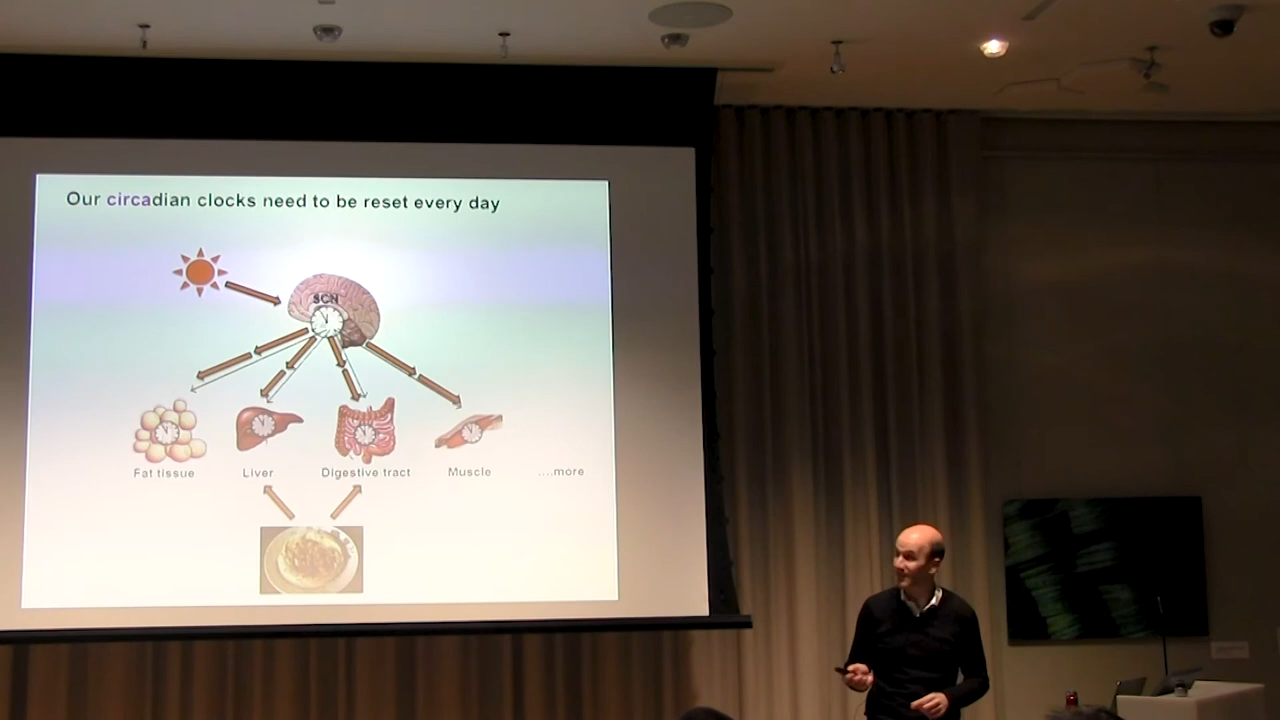 Our circadian clocks need to be reset every day
SCN
Fat tissue
Liver
Digestive tract
Muscle
....more